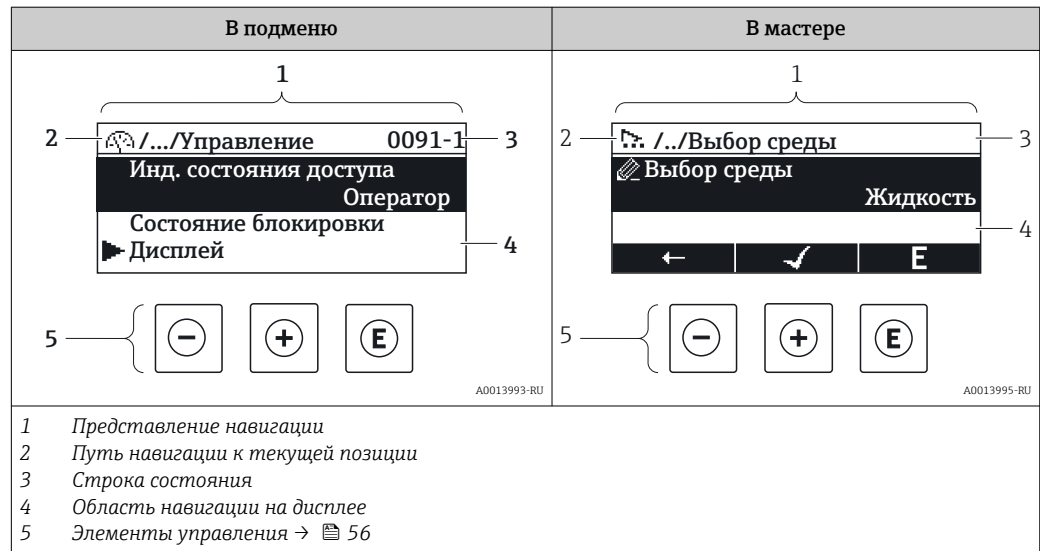 В подменю
В мастере
1
2
/.../Управление 0091-1
3
Инд. состояния доступа
Оператор
Состояние блокировки
Дисплей
4
5
E
A0013993-RU
1
2
/../Выбор среды
3
Выбор среды
Жидкость
4
E
5
E
A0013995-RU
1 Представление навигации
2 Путь навигации к текущей позиции
3 Строка состояния
4 Область навигации на дисплее
5 Элементы управления → 56